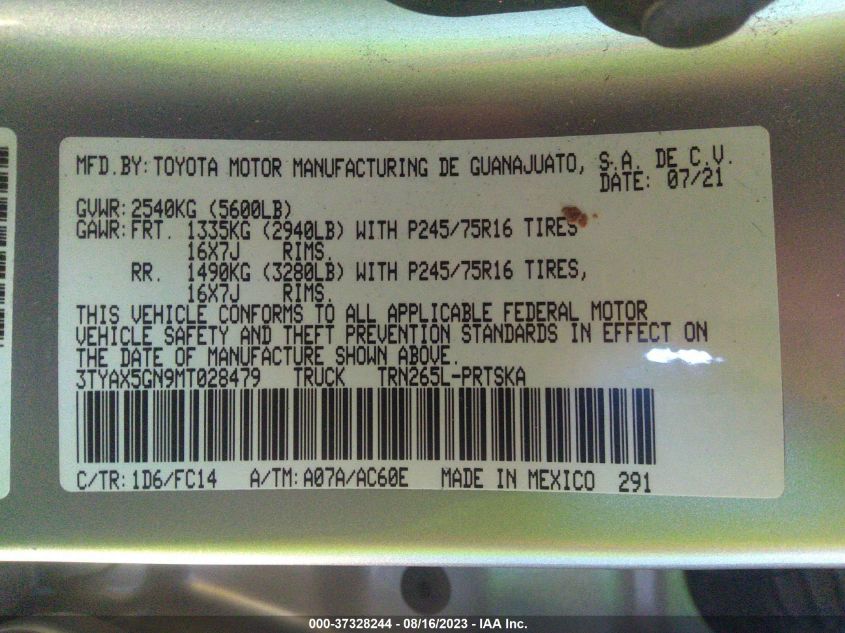 MFD.BY: TOYOTA MOTOR MANUFACTURING DE GUANAJUATO, S.A. DE C.V.
DATE: 07/21
GVWR: 2540KG (5600LB)
GAWR: FRT. 1335KG (2940LB) WITH P245/75R16 TIRES
16X7J RIMS.
RR. 1490KG (3280LB) WITH P245/75R16 TIRES,
16X7J RIMS.
THIS VEHICLE CONFORMS TO ALL APPLICABLE FEDERAL MOTOR
VEHICLE SAFETY AND THEFT PREVENTION STANDARDS IN EFFECT ON
THE DATE OF MANUFACTURE SHOWN ABOVE.
3TYAX5GN9MT028479 TRUCK TRN265L-PRTSKA
C/TR: 1D6/FC14 A/TM: A07A/AC60E MADE IN MEXICO 291
000-37328244 - 08/16/2023 - IAA Inc.